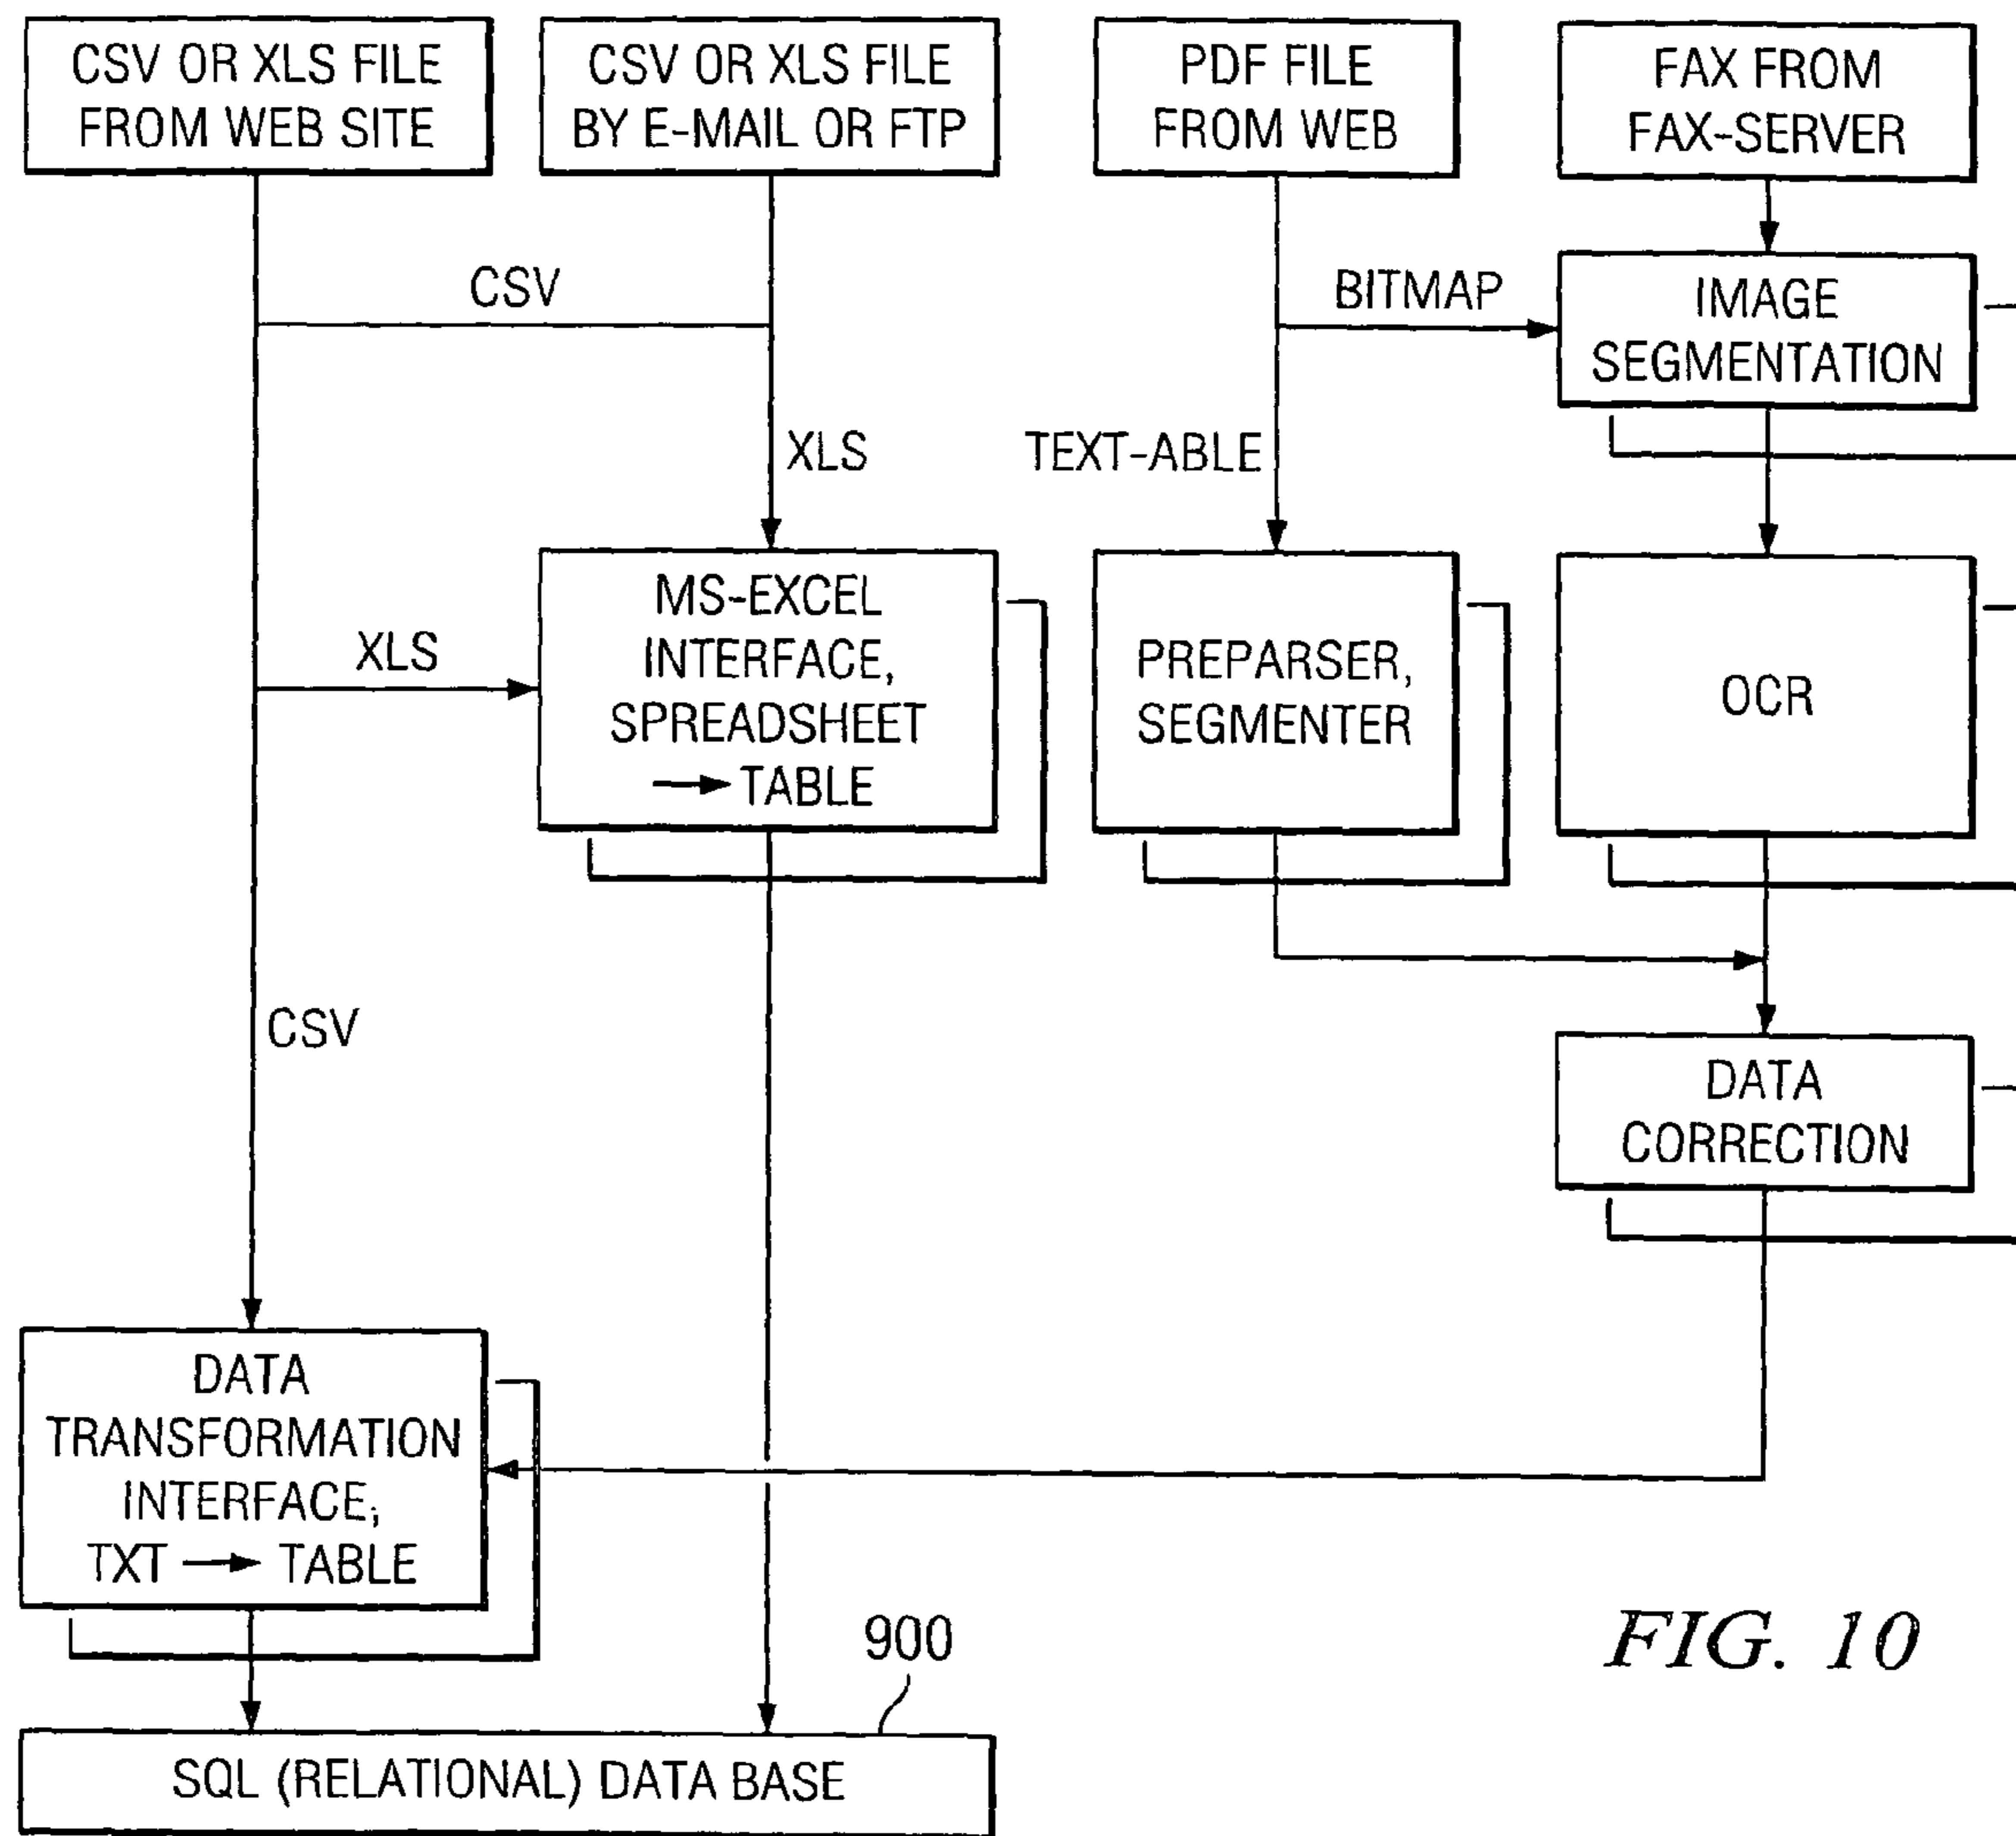 CSV OR XLS FILE
FROM WEB SITE
CSV OR XLS FILE
BY E-MAIL OR FTP
PDF FILE
FROM WEB
FAX FROM
FAX-SERVER
CSV
BITMAP
IMAGE
SEGMENTATION
XLS
TEXT-ABLE
MS-EXCEL
INTERFACE,
SPREADSHEET
→ TABLE
XLS
PREPARSER,
SEGMENTER
OCR
CSV
DATA
CORRECTION
DATA
TRANSFORMATION
INTERFACE,
TXT → TABLE
900
SQL (RELATIONAL) DATA BASE
FIG. 10